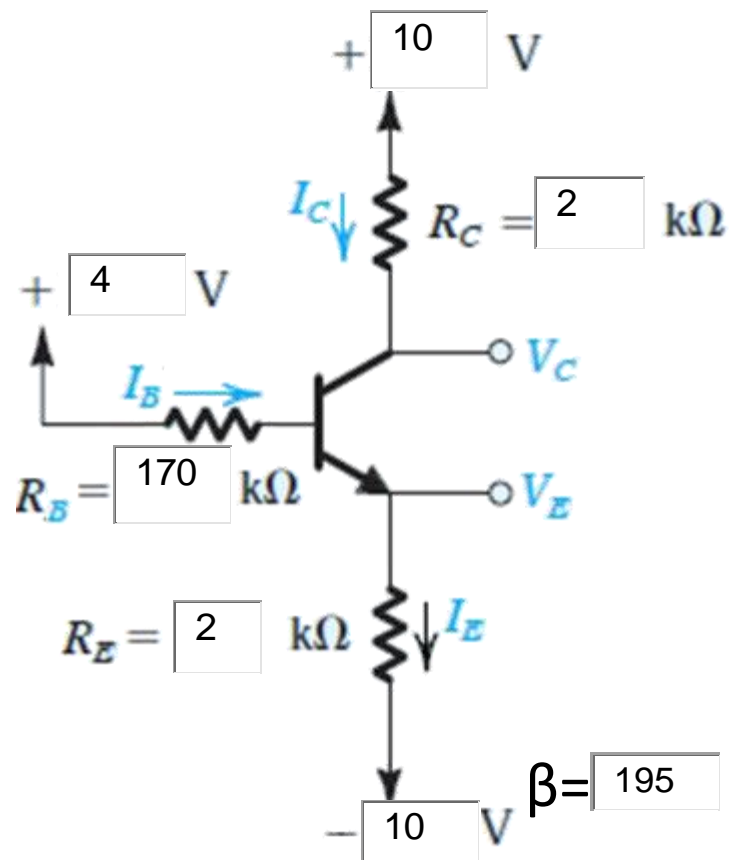 + 10 V
I_C R_C = 2 kΩ
+ 4 V
V_C
I_B
R_B = 170 kΩ V_E
R_E = 2 kΩ I_E
β= 195
− 10 V